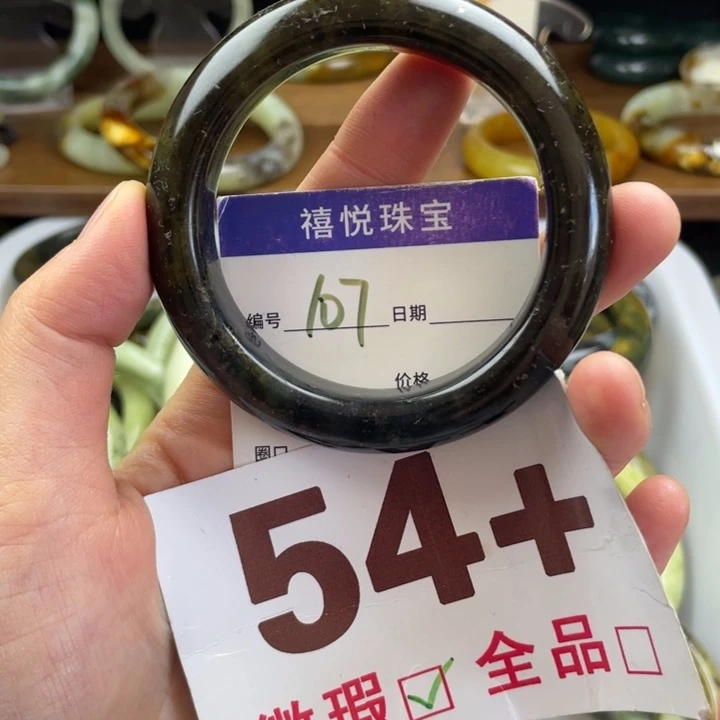 禧悦珠宝
编号 107 日期
价格
圈口
54+
微瑕 ☑ 全品 □